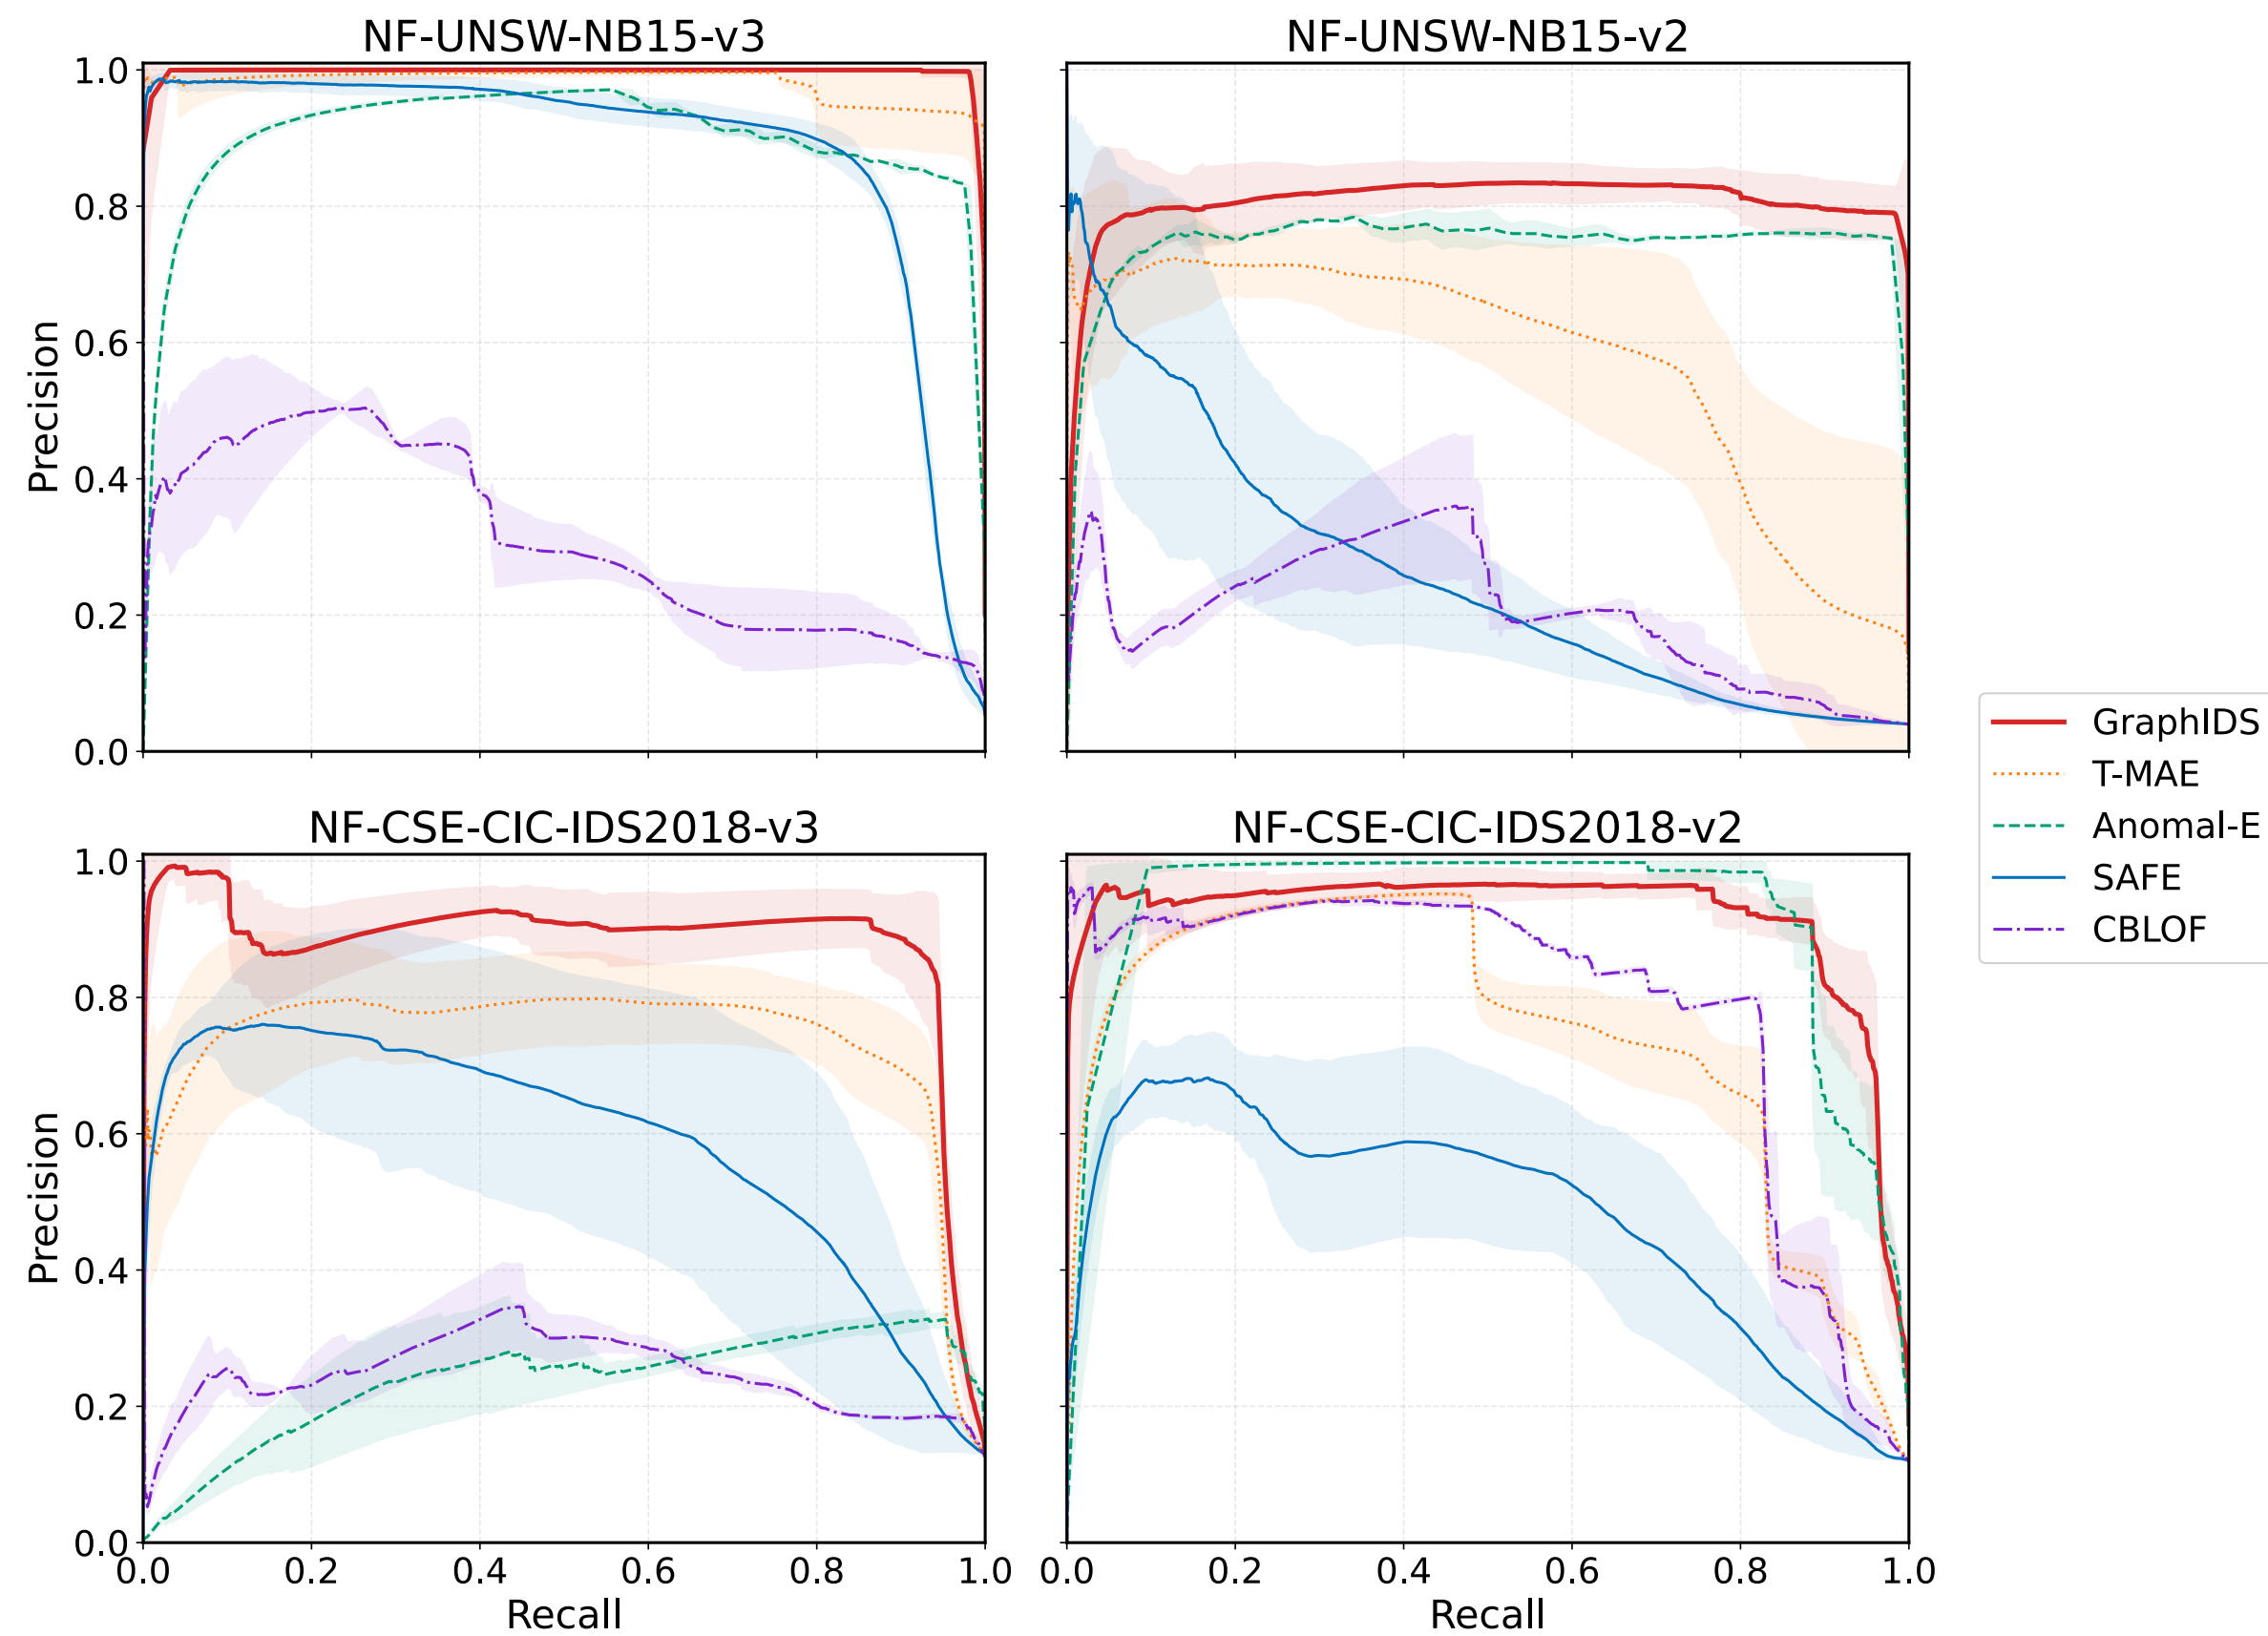 NF-UNSW-NB15-v3
NF-UNSW-NB15-v2
1.0
0.8
0.6
0.4
0.2
0.0
Precision
NF-CSE-CIC-IDS2018-v3
NF-CSE-CIC-IDS2018-v2
1.0
0.8
0.6
0.4
0.2
0.0
Precision
0.0 0.2 0.4 0.6 0.8 1.0
Recall
0.0 0.2 0.4 0.6 0.8 1.0
Recall
GraphIDS
T-MAE
Anomal-E
SAFE
CBLOF